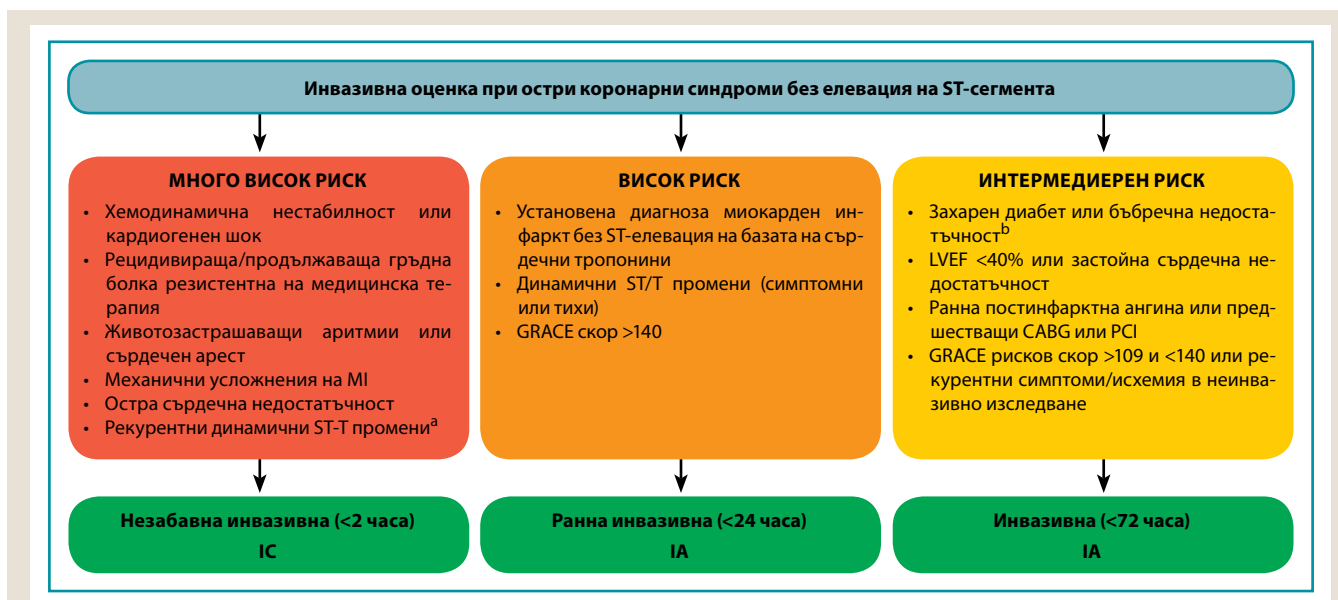 Инвазивна оценка при остри коронарни синдроми без елевация на ST-сегмента
МНОГО ВИСОК РИСК
• Хемодинамична нестабилност или
кардиогенен шок
• Рецидивираща/продължаваща гръдна
болка резистентна на медицинска те-
рапия
• Животозастрашаващи аритмии или
сърдечен арест
• Механични усложнения на MI
• Остра сърдечна недостатъчност
• Рекурентни динамични ST-T промениᵃ
Незабавна инвазивна (<2 часа)
IC
ВИСОК РИСК
• Установена диагноза миокарден ин-
фаркт без ST-елевация на базата на сър-
дечни тропонини
• Динамични ST/T промени (симптомни
или тихи)
• GRACE скор >140
Ранна инвазивна (<24 часа)
IA
ИНТЕРМЕДИЕРЕН РИСК
• Захарен диабет или бъбречна недоста-
тъчностᵇ
• LVEF <40% или застойна сърдечна не-
достатъчност
• Ранна постинфарктна ангина или пред-
шестващи CABG или PCI
• GRACE рисков скор >109 и <140 или ре-
курентни симптоми/исхемия в неинва-
зивно изследване
Инвазивна (<72 часа)
IA